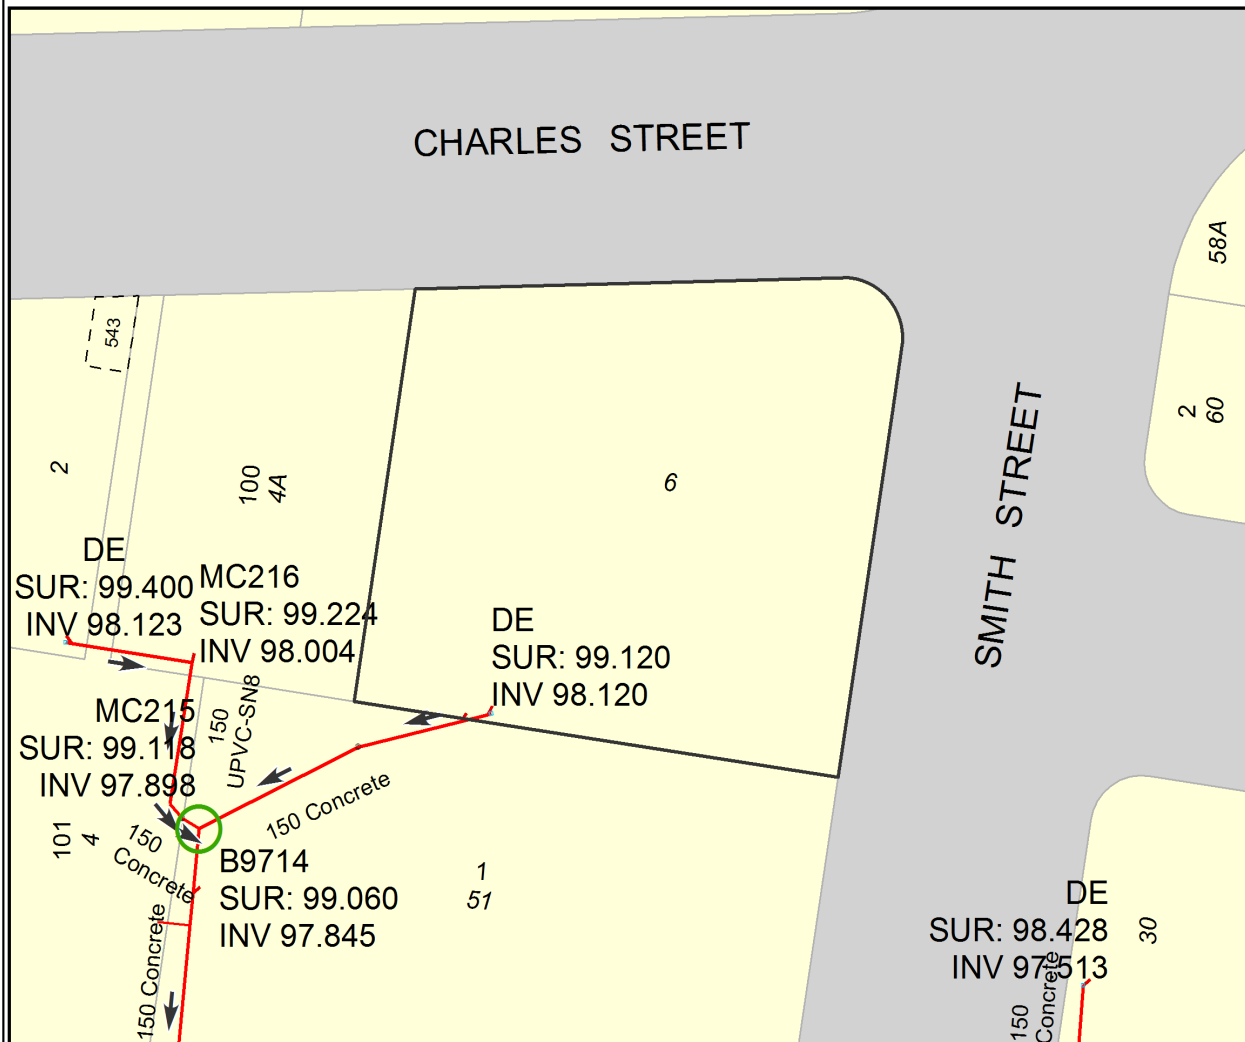 CHARLES STREET
58A
543
2
60
SMITH STREET
2
100
4A
6
DE
SUR: 99.400
INV 98.123
MC216
SUR: 99.224
INV 98.004
DE
SUR: 99.120
INV 98.120
MC215
SUR: 99.118
INV 97.898
150
UPVC-SN8
150 Concrete
101
4
150
Concrete
B9714
SUR: 99.060
INV 97.845
1
51
DE
SUR: 98.428
INV 97.513
30
150 Concrete
150
Concrete